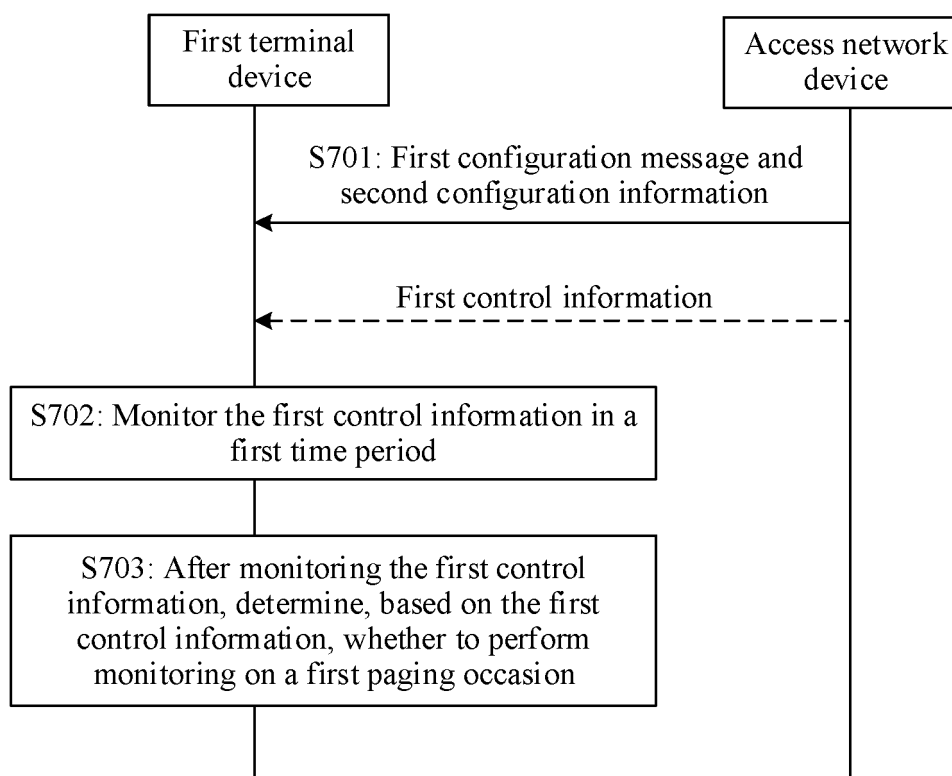 First terminal
device
Access network
device
S701: First configuration message and
second configuration information
First control information
S702: Monitor the first control information in a
first time period
S703: After monitoring the first control
information, determine, based on the first
control information, whether to perform
monitoring on a first paging occasion